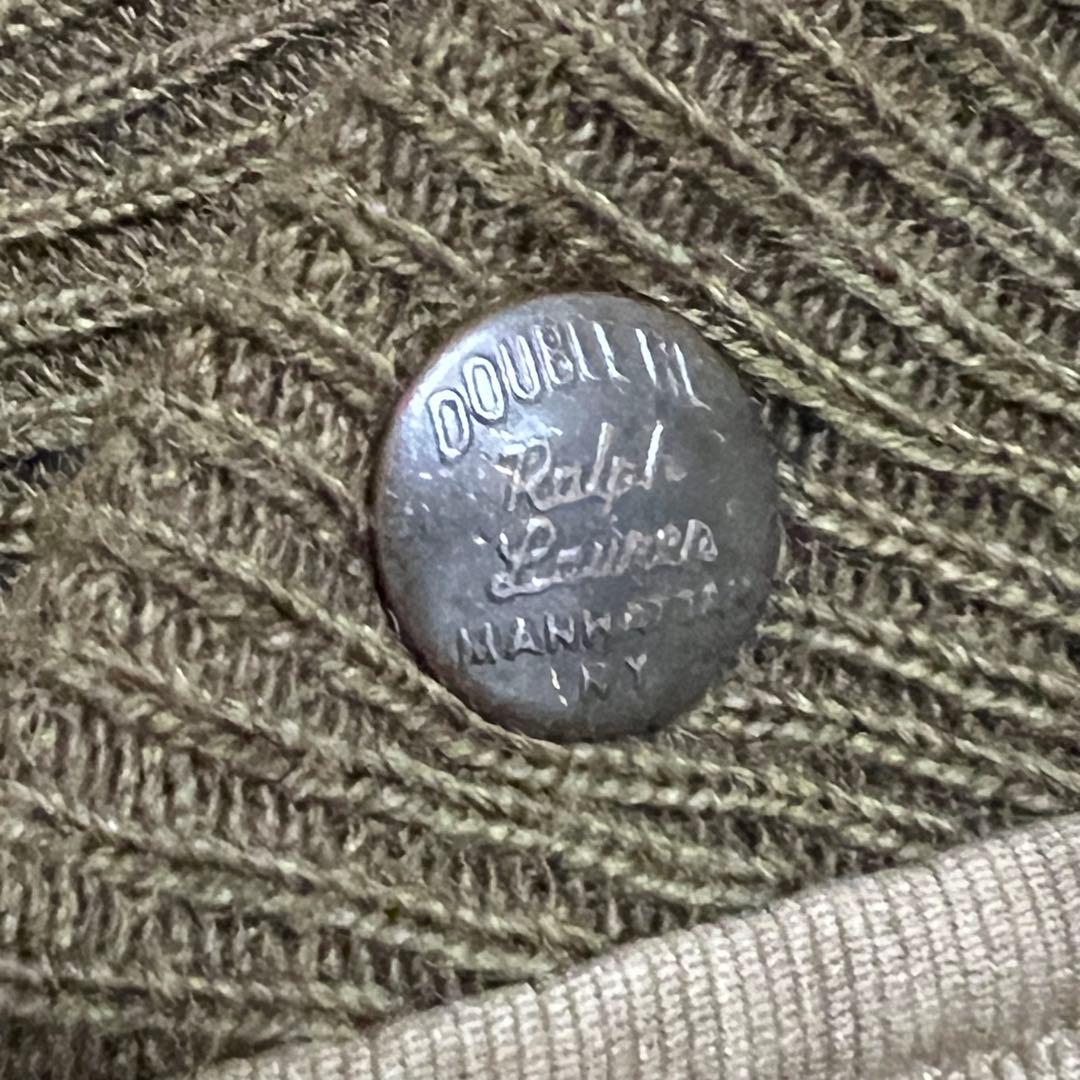 DOUBLE RL
Ralph
Lauren
MANHATTAN
NY